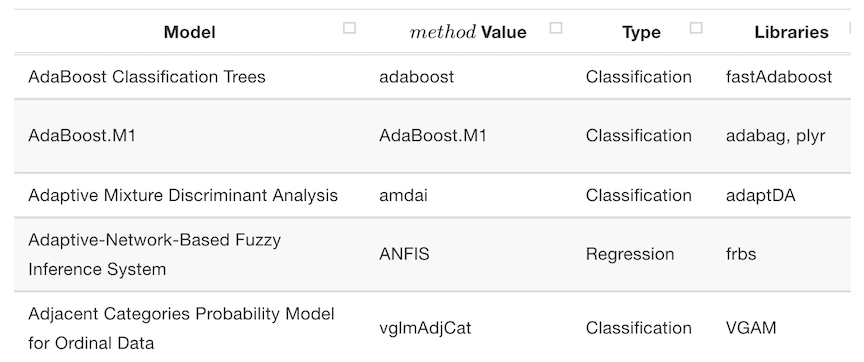 Model method Value Type Libraries
AdaBoost Classification Trees adaboost Classification fastAdaboost
AdaBoost.M1 AdaBoost.M1 Classification adabag, plyr
Adaptive Mixture Discriminant Analysis amdai Classification adaptDA
Adaptive-Network-Based Fuzzy
Inference System ANFIS Regression frbs
Adjacent Categories Probability Model
for Ordinal Data vglmAdjCat Classification VGAM